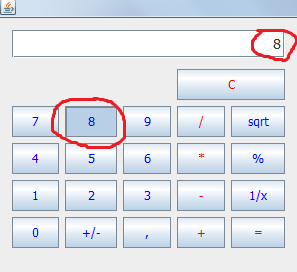 8
C
7 8 9 / sqrt
4 5 6 * %
1 2 3 - 1/x
0 +/- , + =